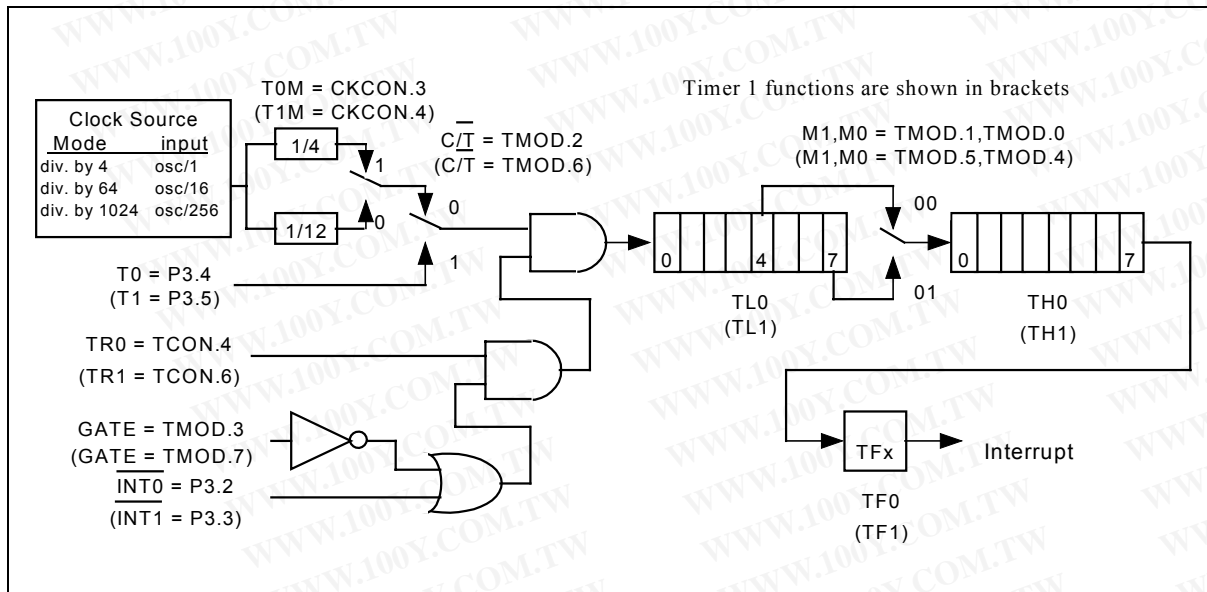 T0M = CKCON.3
(T1M = CKCON.4)
Timer 1 functions are shown in brackets
Clock Source
Mode input
div. by 4 osc/1
div. by 64 osc/16
div. by 1024 osc/256
1/4
1
0
1/12
C/T = TMOD.2
(C/T = TMOD.6)
0
1
M1,M0 = TMOD.1,TMOD.0
(M1,M0 = TMOD.5,TMOD.4)
00
01
0 4 7
TL0
(TL1)
0 7
TH0
(TH1)
T0 = P3.4
(T1 = P3.5)
TR0 = TCON.4
(TR1 = TCON.6)
GATE = TMOD.3
(GATE = TMOD.7)
INT0 = P3.2
(INT1 = P3.3)
TFx
Interrupt
TF0
(TF1)
WWW.100Y.COM.TW